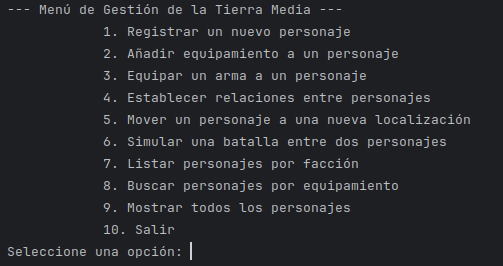 --- Menú de Gestión de la Tierra Media ---
1. Registrar un nuevo personaje
2. Añadir equipamiento a un personaje
3. Equipar un arma a un personaje
4. Establecer relaciones entre personajes
5. Mover un personaje a una nueva localización
6. Simular una batalla entre dos personajes
7. Listar personajes por facción
8. Buscar personajes por equipamiento
9. Mostrar todos los personajes
10. Salir
Seleccione una opción: